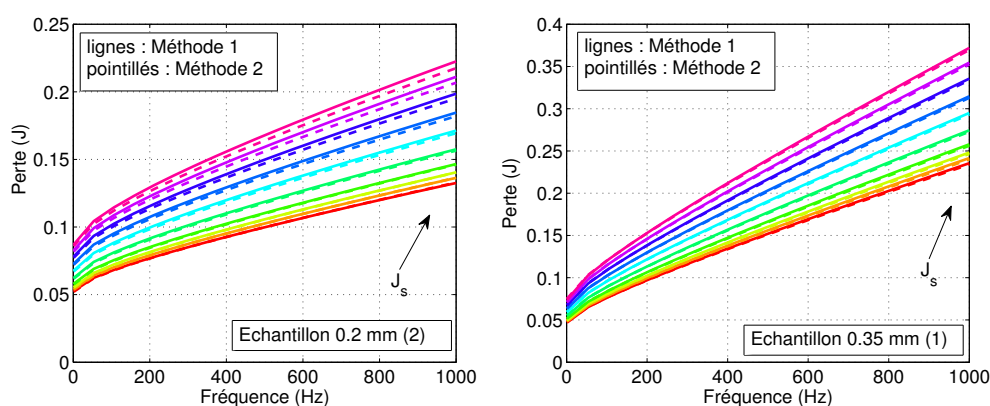 lignes : Méthode 1
pointillés : Méthode 2
Perte (J)
0.25
0.2
0.15
0.1
0.05
0
J_s
Echantillon 0.2 mm (2)
0 200 400 600 800 1000
Fréquence (Hz)
lignes : Méthode 1
pointillés : Méthode 2
Perte (J)
0.4
0.35
0.3
0.25
0.2
0.15
0.1
0.05
0
J_s
Echantillon 0.35 mm (1)
0 200 400 600 800 1000
Fréquence (Hz)